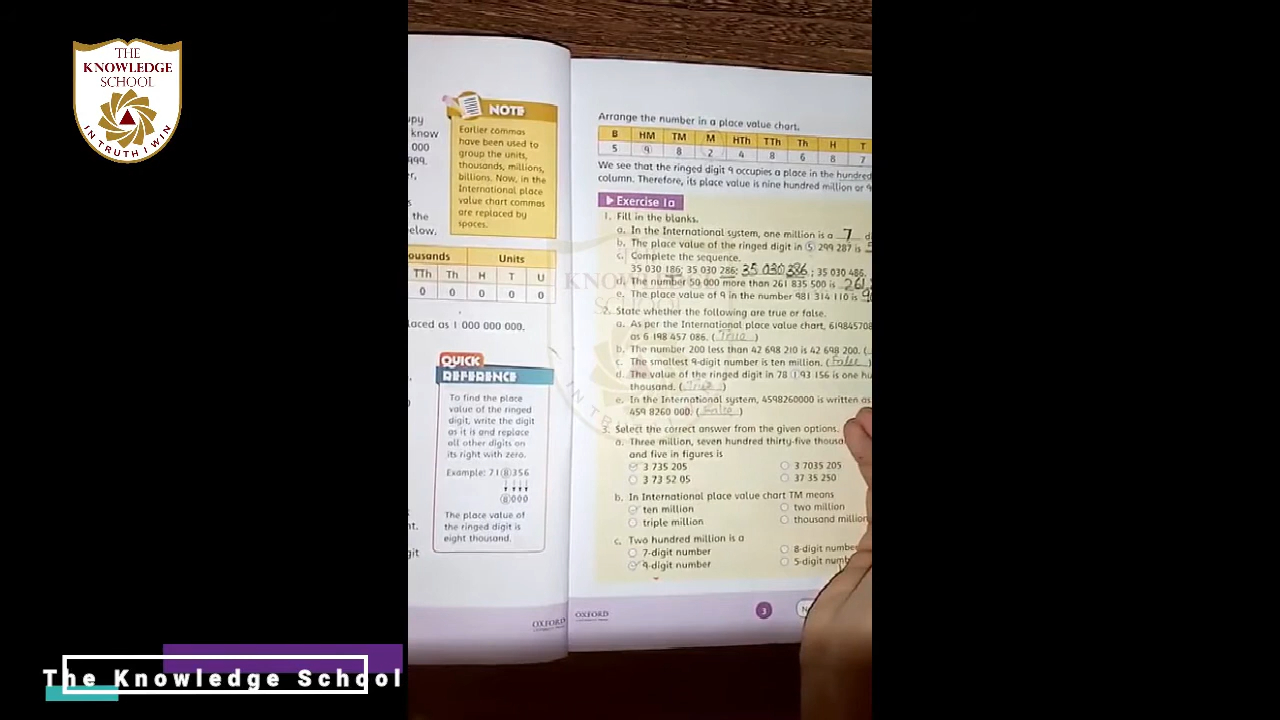 THE
KNOWLEDGE
SCHOOL
IN TRUTH I WIN
The Knowledge School
know
000
the
NOTE
Earlier commas
have been used to
group the units,
thousands, millions,
billions. Now, in the
International place
value chart commas
are replaced by
spaces.
Units
TTh Th H T U
0 0 0 0 0
laced as 1 000 000 000.
QUICK
REFERENCE
To find the place
value of the ringed
digit, write the digit
as it is and replace
all other digits on
its right with zero.
Example: 71⑧356
⑧000
The place value of
the ringed digit is
eight thousand.
OXFORD
Arrange the number in a place value chart.
B HM TM M HTh TTh Th H T
5 ⑨ 8 2 4 8 6 8 7
We see that the ringed digit 9 occupies a place in the hundred
column. Therefore, its place value is nine hundred million or
Exercise 1a
1. Fill in the blanks.
a. In the International system, one million is a 7
b. The place value of the ringed digit in ⑤ 299 287 is
c. Complete the sequence.
35 030 186; 35 030 286; 35 030 386; 35 030 486.
d. The number 50 000 more than 261 835 500 is 261
e. The place value of 9 in the number 981 314 110 is
2. State whether the following are true or false.
a. As per the International place value chart, 619845708
as 6 198 457 086. (True)
b. The number 200 less than 42 698 210 is 42 698 200. (
c. The smallest 9-digit number is ten million. (False)
d. The value of the ringed digit in 78 ①93 156 is one
thousand. (True)
e. In the International system, 4598260000 is written as
459 8260 000. (False)
3. Select the correct answer from the given options.
a. Three million, seven hundred thirty-five
and five in figures is
3 735 205 3 7035 205
3 73 52 05 37 35 250
b. In International place value chart TM means
ten million two million
triple million thousand million
c. Two hundred million is a
7-digit number 8-digit number
9-digit number 5-digit
OXFORD
3